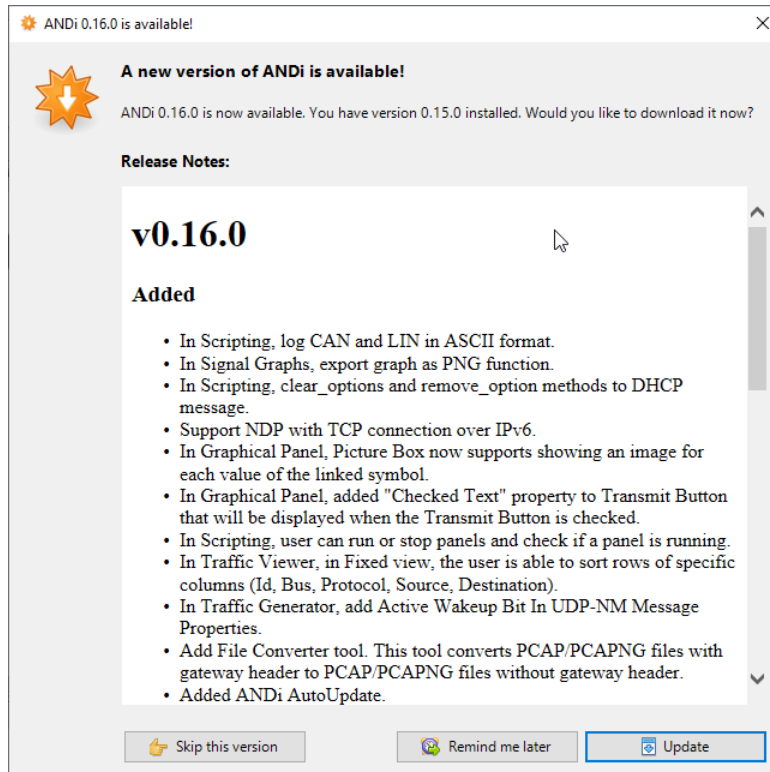 ANDi 0.16.0 is available!
A new version of ANDi is available!
ANDi 0.16.0 is now available. You have version 0.15.0 installed. Would you like to download it now?
Release Notes:
v0.16.0
Added
• In Scripting, log CAN and LIN in ASCII format.
• In Signal Graphs, export graph as PNG function.
• In Scripting, clear_options and remove_option methods to DHCP
message.
• Support NDP with TCP connection over IPv6.
• In Graphical Panel, Picture Box now supports showing an image for
each value of the linked symbol.
• In Graphical Panel, added "Checked Text" property to Transmit Button
that will be displayed when the Transmit Button is checked.
• In Scripting, user can run or stop panels and check if a panel is running.
• In Traffic Viewer, in Fixed view, the user is able to sort rows of specific
columns (Id, Bus, Protocol, Source, Destination).
• In Traffic Generator, add Active Wakeup Bit In UDP-NM Message
Properties.
• Add File Converter tool. This tool converts PCAP/PCAPNG files with
gateway header to PCAP/PCAPNG files without gateway header.
• Added ANDi AutoUpdate.
Skip this version
Remind me later
Update